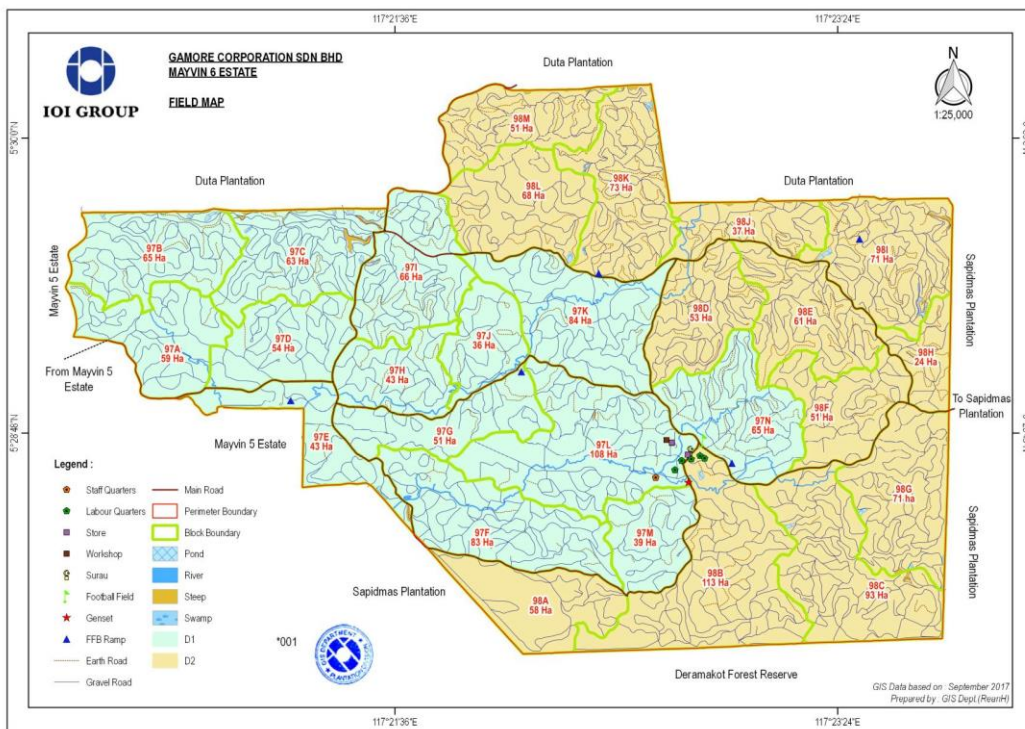 117°21'36"E
117°23'24"E
GAMORE CORPORATION SDN BHD
MAYVIN 6 ESTATE
FIELD MAP
IOI GROUP
N
1:25,000
5°30'0"N
Duta Plantation
Duta Plantation
Duta Plantation
98M
51 Ha
98L
68 Ha
98K
73 Ha
98J
37 Ha
98I
71 Ha
97B
65 Ha
97C
63 Ha
97I
66 Ha
97K
84 Ha
98D
53 Ha
98E
61 Ha
98H
24 Ha
97A
59 Ha
97D
54 Ha
97J
36 Ha
97H
43 Ha
97E
43 Ha
97G
51 Ha
97L
108 Ha
97N
65 Ha
98F
51 Ha
98G
71 ha
97F
83 Ha
97M
39 Ha
98B
113 Ha
98C
93 Ha
98A
58 Ha
Mayvin 5 Estate
From Mayvin 5
Estate
Mayvin 5 Estate
Sapidmas Plantation
To Sapidmas
Plantation
Sapidmas Plantation
Sapidmas Plantation
Deramakot Forest Reserve
5°28'48"N
Legend :
Staff Quarters
Labour Quarters
Store
Workshop
Surau
Football Field
Genset
FFB Ramp
Earth Road
Gravel Road
Main Road
Perimeter Boundary
Block Boundary
Pond
River
Steep
Swamp
D1
D2
*001
GIS DEPARTMENT
GIS Data based on : September 2017
Prepared by : GIS Dept.(ReunH)
117°21'36"E
117°23'24"E